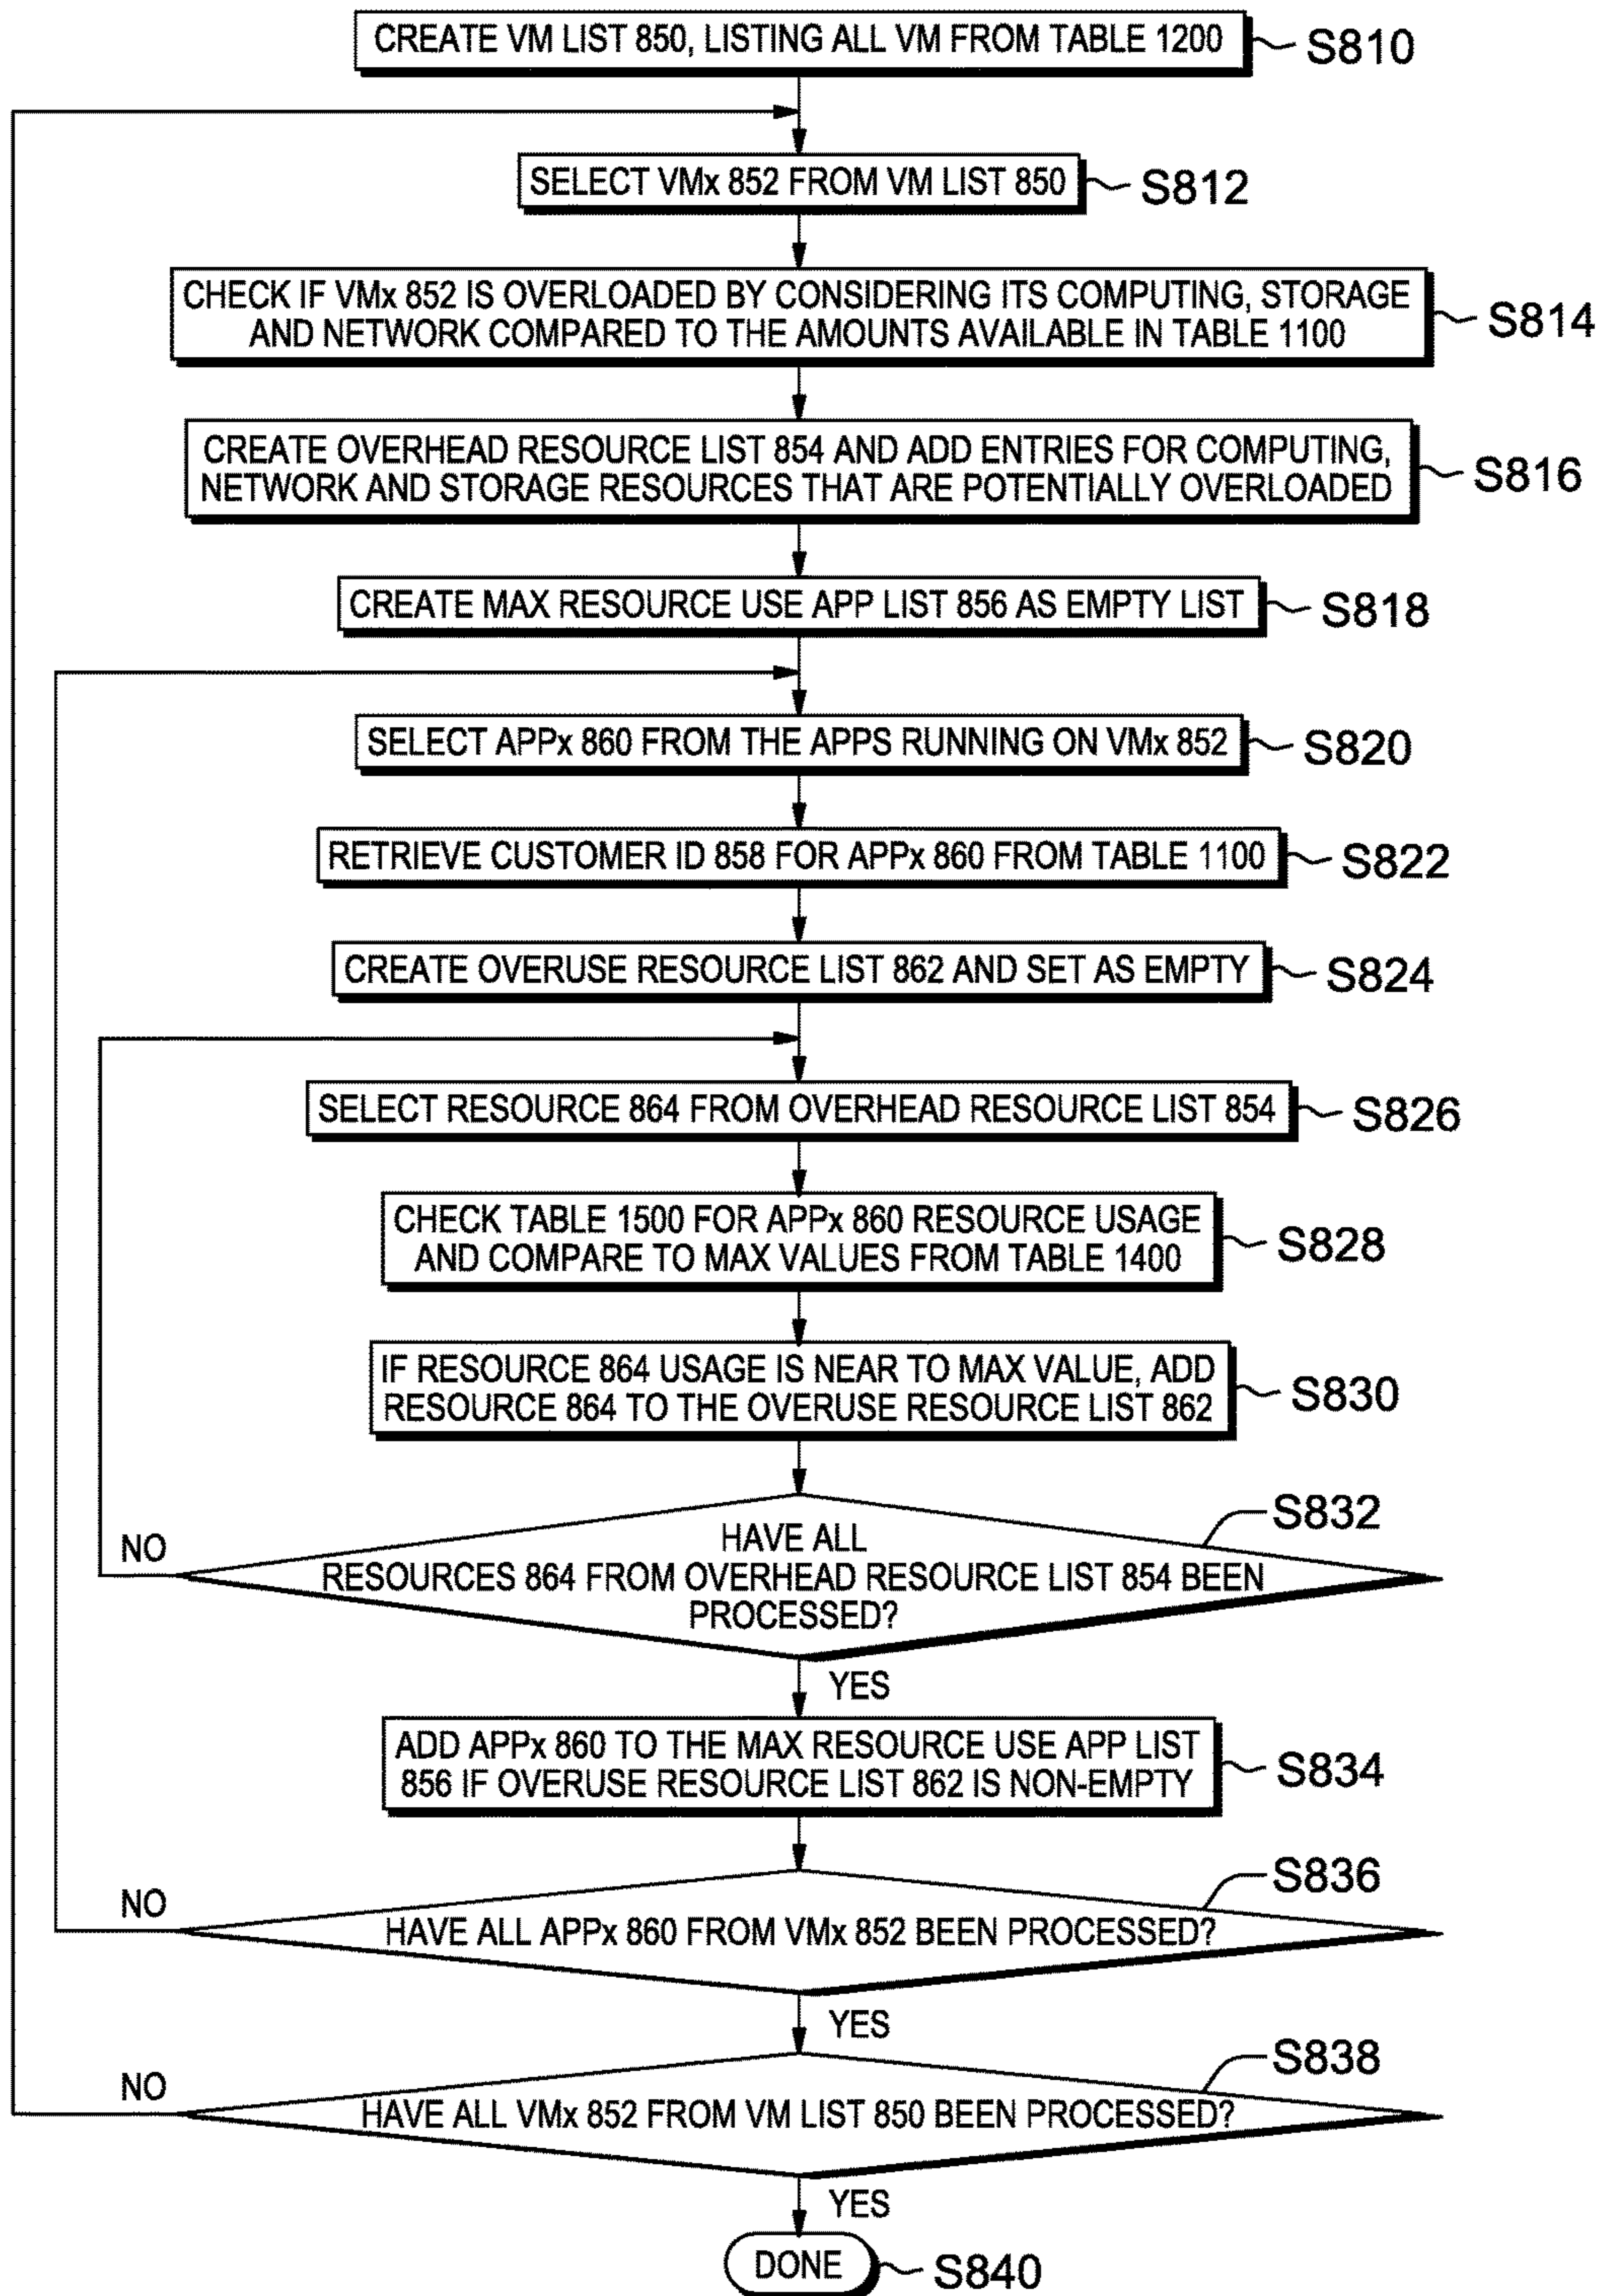 CREATE VM LIST 850, LISTING ALL VM FROM TABLE 1200
S810
SELECT VMx 852 FROM VM LIST 850
S812
CHECK IF VMx 852 IS OVERLOADED BY CONSIDERING ITS COMPUTING, STORAGE
AND NETWORK COMPARED TO THE AMOUNTS AVAILABLE IN TABLE 1100
S814
CREATE OVERHEAD RESOURCE LIST 854 AND ADD ENTRIES FOR COMPUTING,
NETWORK AND STORAGE RESOURCES THAT ARE POTENTIALLY OVERLOADED
S816
CREATE MAX RESOURCE USE APP LIST 856 AS EMPTY LIST
S818
SELECT APPx 860 FROM THE APPS RUNNING ON VMx 852
S820
RETRIEVE CUSTOMER ID 858 FOR APPx 860 FROM TABLE 1100
S822
CREATE OVERUSE RESOURCE LIST 862 AND SET AS EMPTY
S824
SELECT RESOURCE 864 FROM OVERHEAD RESOURCE LIST 854
S826
CHECK TABLE 1500 FOR APPx 860 RESOURCE USAGE
AND COMPARE TO MAX VALUES FROM TABLE 1400
S828
IF RESOURCE 864 USAGE IS NEAR TO MAX VALUE, ADD
RESOURCE 864 TO THE OVERUSE RESOURCE LIST 862
S830
S832
NO
HAVE ALL
RESOURCES 864 FROM OVERHEAD RESOURCE LIST 854 BEEN
PROCESSED?
YES
ADD APPx 860 TO THE MAX RESOURCE USE APP LIST
856 IF OVERUSE RESOURCE LIST 862 IS NON-EMPTY
S834
S836
NO
HAVE ALL APPx 860 FROM VMx 852 BEEN PROCESSED?
YES
S838
NO
HAVE ALL VMx 852 FROM VM LIST 850 BEEN PROCESSED?
YES
DONE
S840